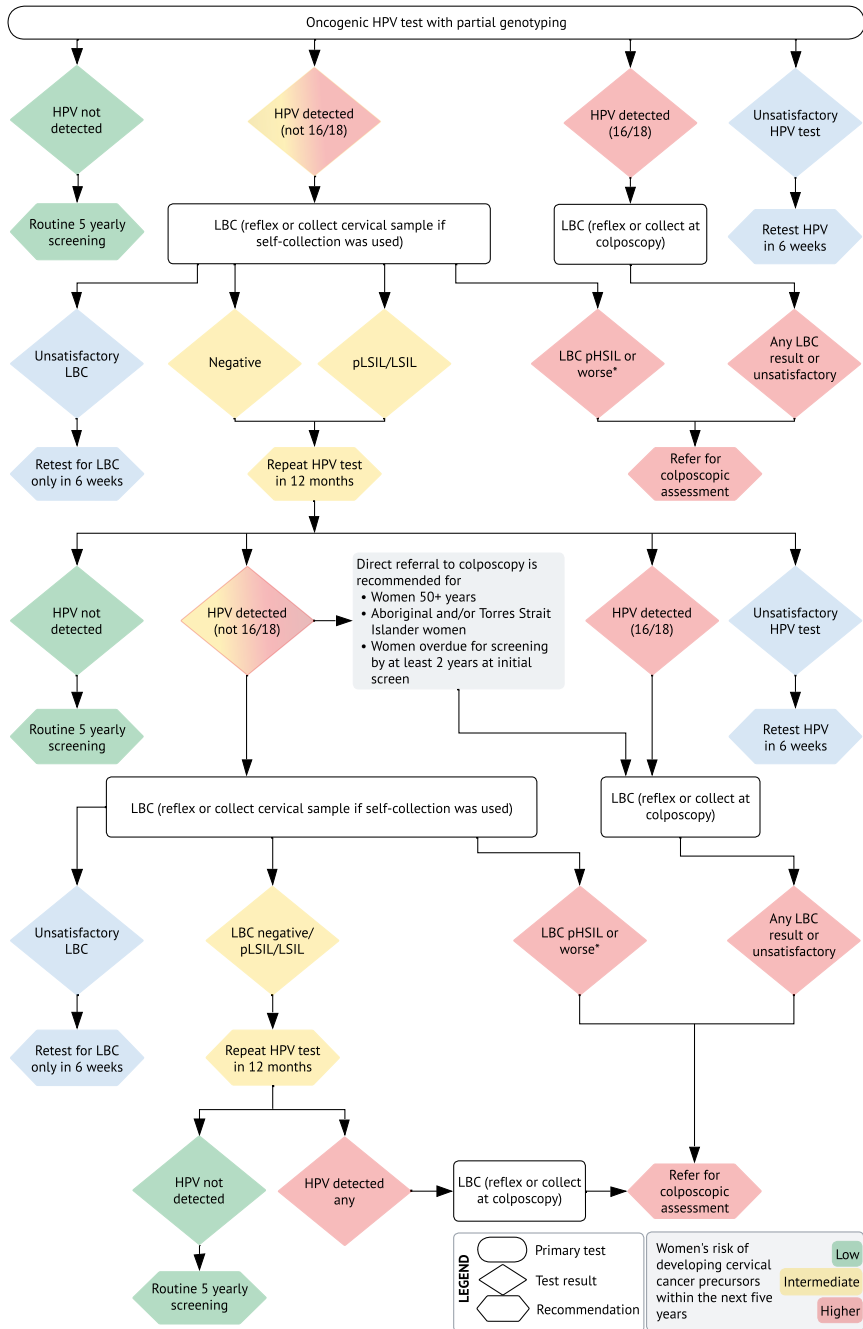 Oncogenic HPV test with partial genotyping
HPV not
detected
HPV detected
(not 16/18)
HPV detected
(16/18)
Unsatisfactory
HPV test
Routine 5 yearly
screening
LBC (reflex or collect cervical sample if
self-collection was used)
LBC (reflex or collect at
colposcopy)
Retest HPV
in 6 weeks
Unsatisfactory
LBC
Negative
pLSIL/LSIL
LBC pHSIL or
worse*
Any LBC
result or
unsatisfactory
Retest for LBC
only in 6 weeks
Repeat HPV test
in 12 months
Refer for
colposcopic
assessment
HPV not
detected
HPV detected
(not 16/18)
Direct referral to colposcopy is
recommended for
• Women 50+ years
• Aboriginal and/or Torres Strait
Islander women
• Women overdue for screening
by at least 2 years at initial
screen
HPV detected
(16/18)
Unsatisfactory
HPV test
Routine 5 yearly
screening
Retest HPV
in 6 weeks
LBC (reflex or collect cervical sample if self-collection was used)
LBC (reflex or collect at
colposcopy)
Unsatisfactory
LBC
LBC negative/
pLSIL/LSIL
LBC pHSIL or
worse*
Any LBC
result or
unsatisfactory
Retest for LBC
only in 6 weeks
Repeat HPV test
in 12 months
HPV not
detected
HPV detected
any
LBC (reflex or collect
at colposcopy)
Refer for
colposcopic
assessment
Routine 5 yearly
screening
LEGEND
Primary test
Test result
Recommendation
Women's risk of
developing cervical
cancer precursors
within the next five
years
Low
Intermediate
Higher